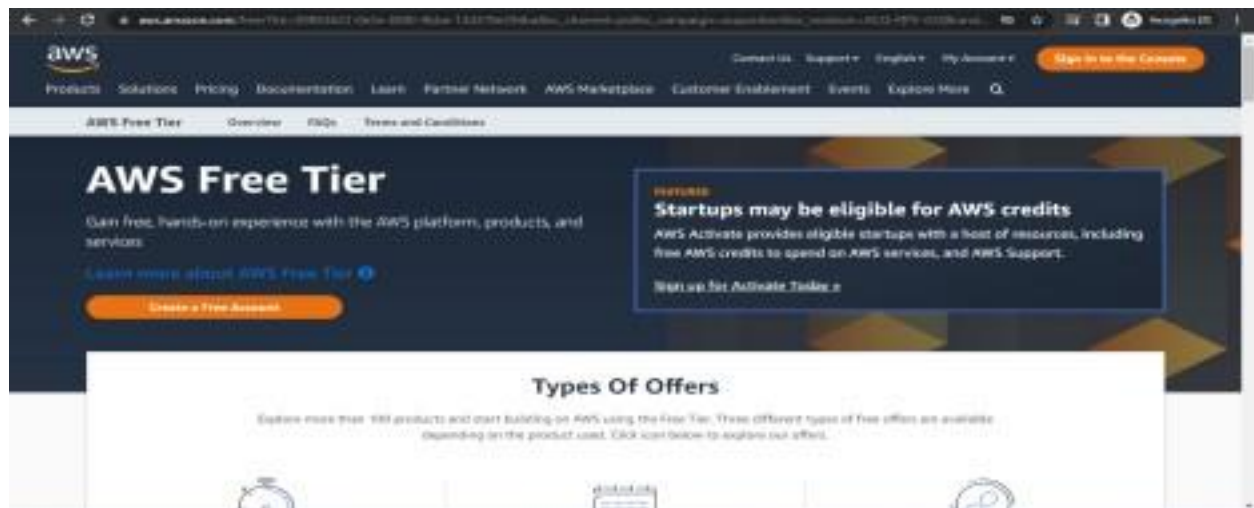 aws.amazon.com
Incognito
aws
Contact Us Support English My Account Sign In to the Console
Products Solutions Pricing Documentation Learn Partner Network AWS Marketplace Customer Enablement Events Explore More
AWS Free Tier Overview FAQs Terms and Conditions
AWS Free Tier
Gain free, hands-on experience with the AWS platform, products, and
services
Learn more about AWS Free Tier
Create a Free Account
FEATURED
Startups may be eligible for AWS credits
AWS Activate provides eligible startups with a host of resources, including
free AWS credits to spend on AWS services, and AWS Support.
Sign up for Activate Today »
Types Of Offers
Explore more than 100 products and start building on AWS using the Free Tier. Three different types of free offers are available
depending on the product used. Click icon below to explore our offers.